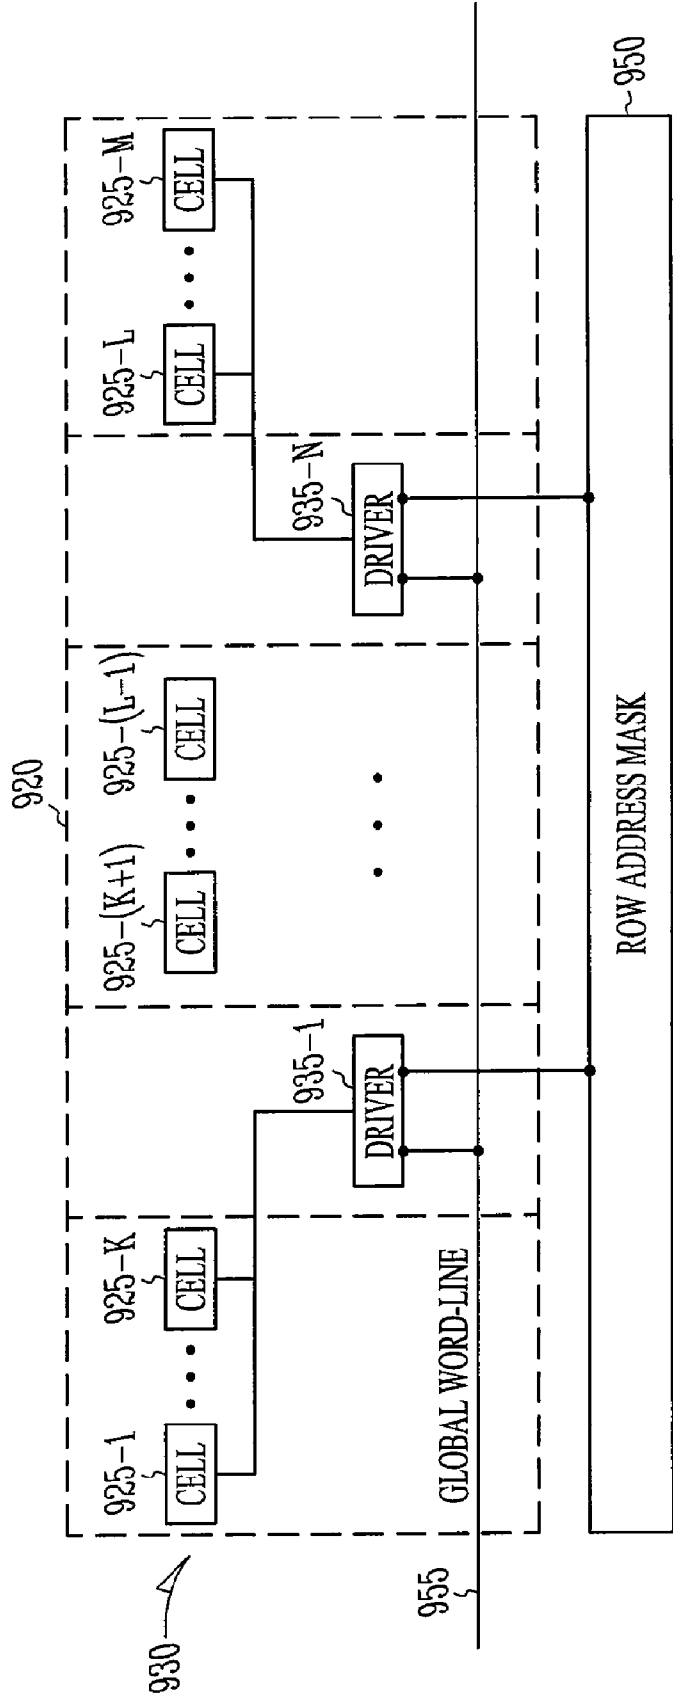 920
930
925-1
925-K
925-(K+1)
925-(L-1)
925-L
925-M
CELL
CELL
CELL
CELL
CELL
CELL
935-1
935-N
DRIVER
DRIVER
GLOBAL WORD-LINE
955
950
ROW ADDRESS MASK